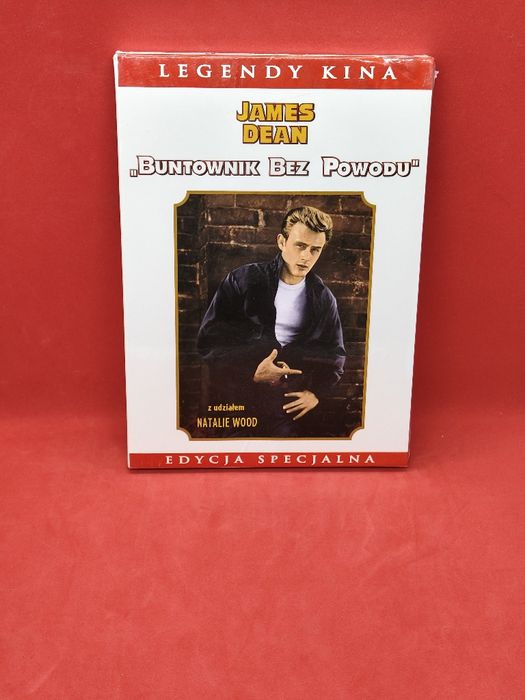 LEGENDY KINA
JAMES
DEAN
„BUNTOWNIK BEZ POWODU"
z udziałem
NATALIE WOOD
EDYCJA SPECJALNA